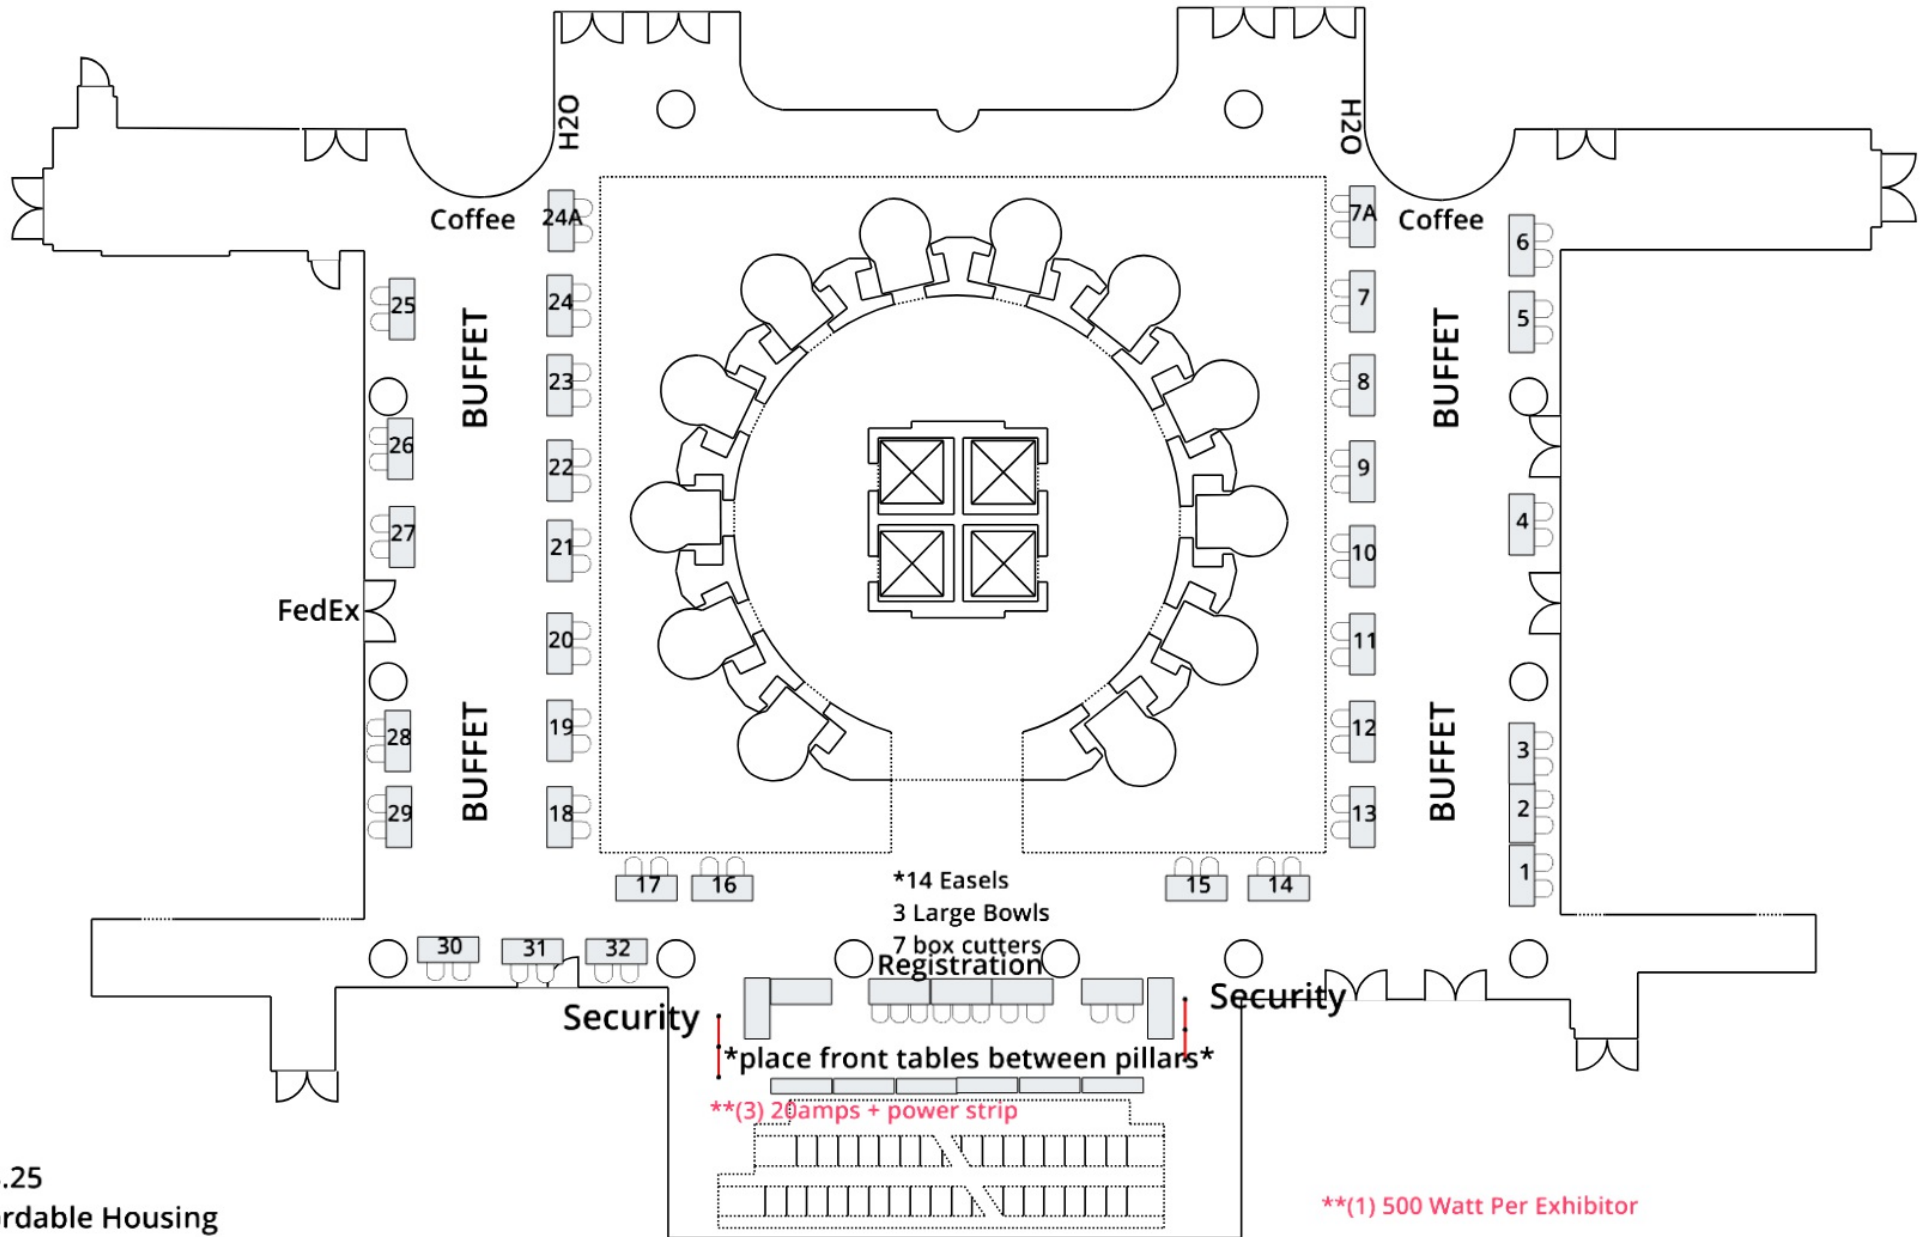 H2O
H2O
Coffee
24A
7A
Coffee
6
25
BUFFET
24
7
BUFFET
5
23
8
26
22
9
27
21
10
4
FedEx
20
11
28
BUFFET
19
12
BUFFET
3
29
18
13
2
1
17
16
15
14
*14 Easels
3 Large Bowls
7 box cutters
Registration
30
31
32
Security
Security
*place front tables between pillars*
**(3) 20amps + power strip
.25
rdable Housing
**(1) 500 Watt Per Exhibitor